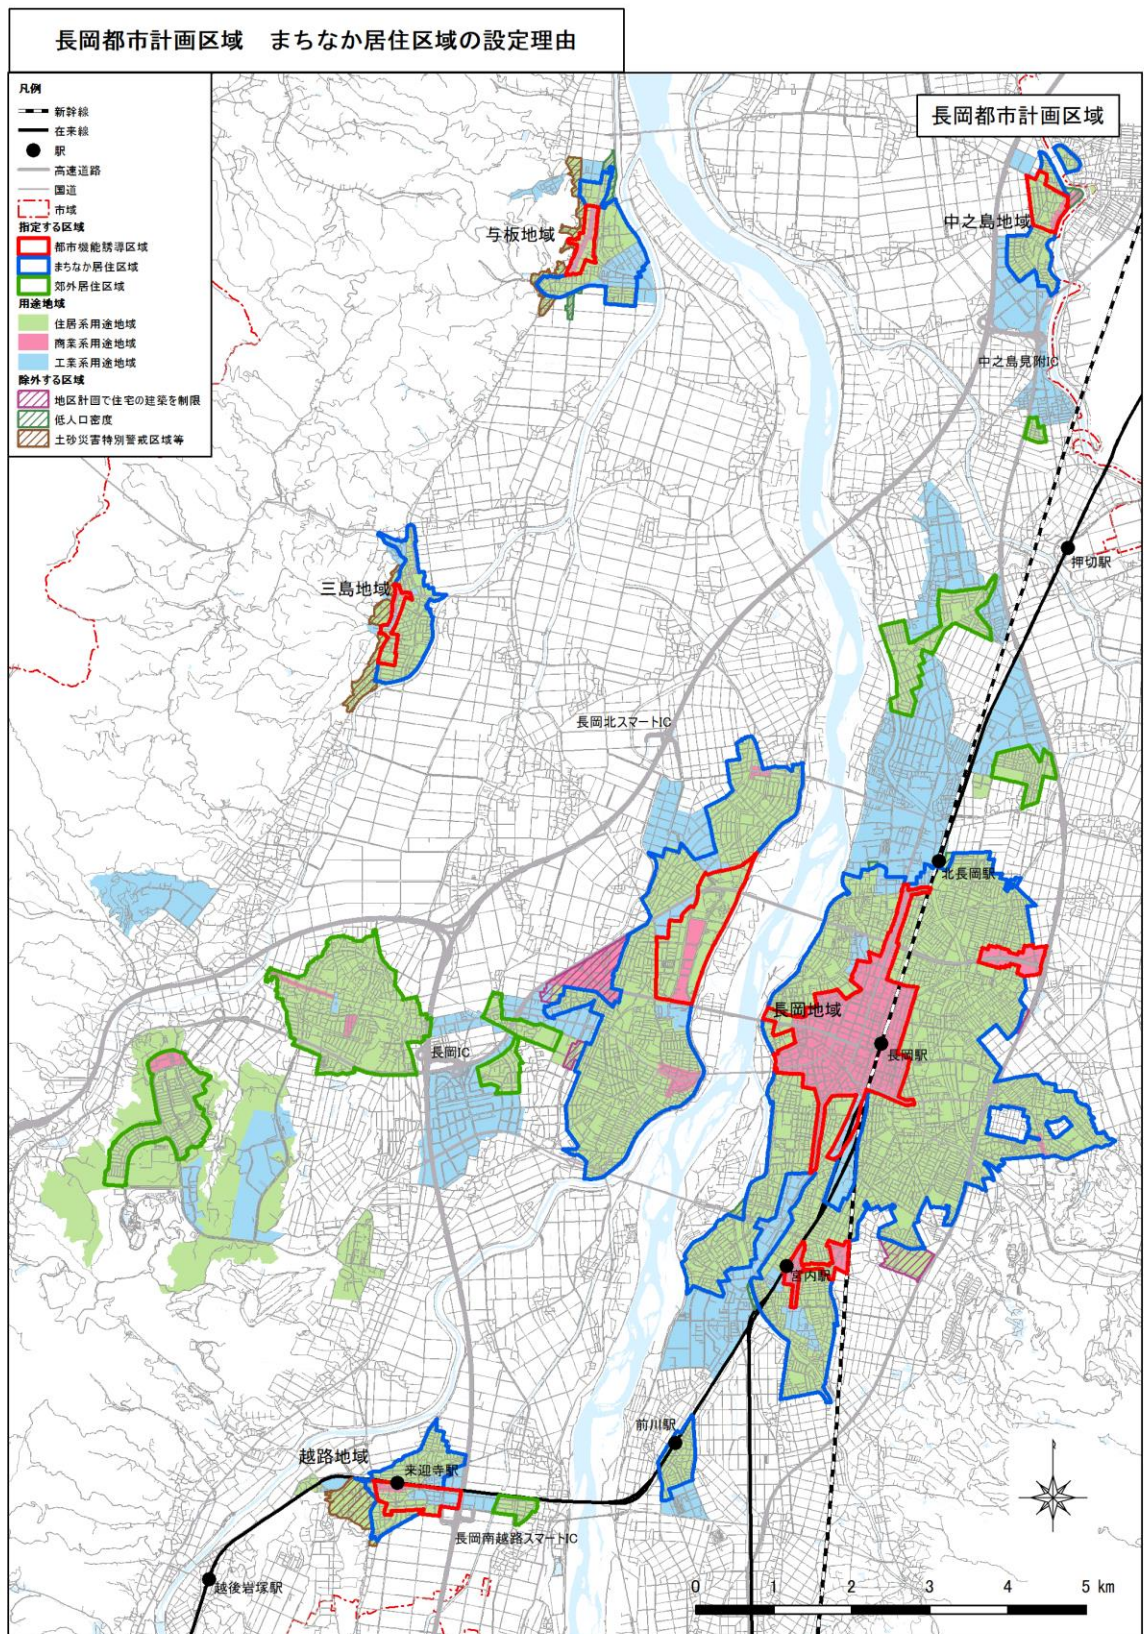 長岡都市計画区域　まちなか居住区域の設定理由
凡例
新幹線
在来線
駅
高速道路
国道
市域
指定する区域
都市機能誘導区域
まちなか居住区域
郊外居住区域
用途地域
住居系用途地域
商業系用途地域
工業系用途地域
除外する区域
地区計画で住宅の建築を制限
低人口密度
土砂災害特別警戒区域等
長岡都市計画区域
与板地域
中之島地域
中之島見附IC
押切駅
三島地域
長岡北スマートIC
北長岡駅
長岡地域
長岡駅
長岡IC
宮内駅
前川駅
越路地域
来迎寺駅
長岡南越路スマートIC
越後岩塚駅
0 1 2 3 4 5 km